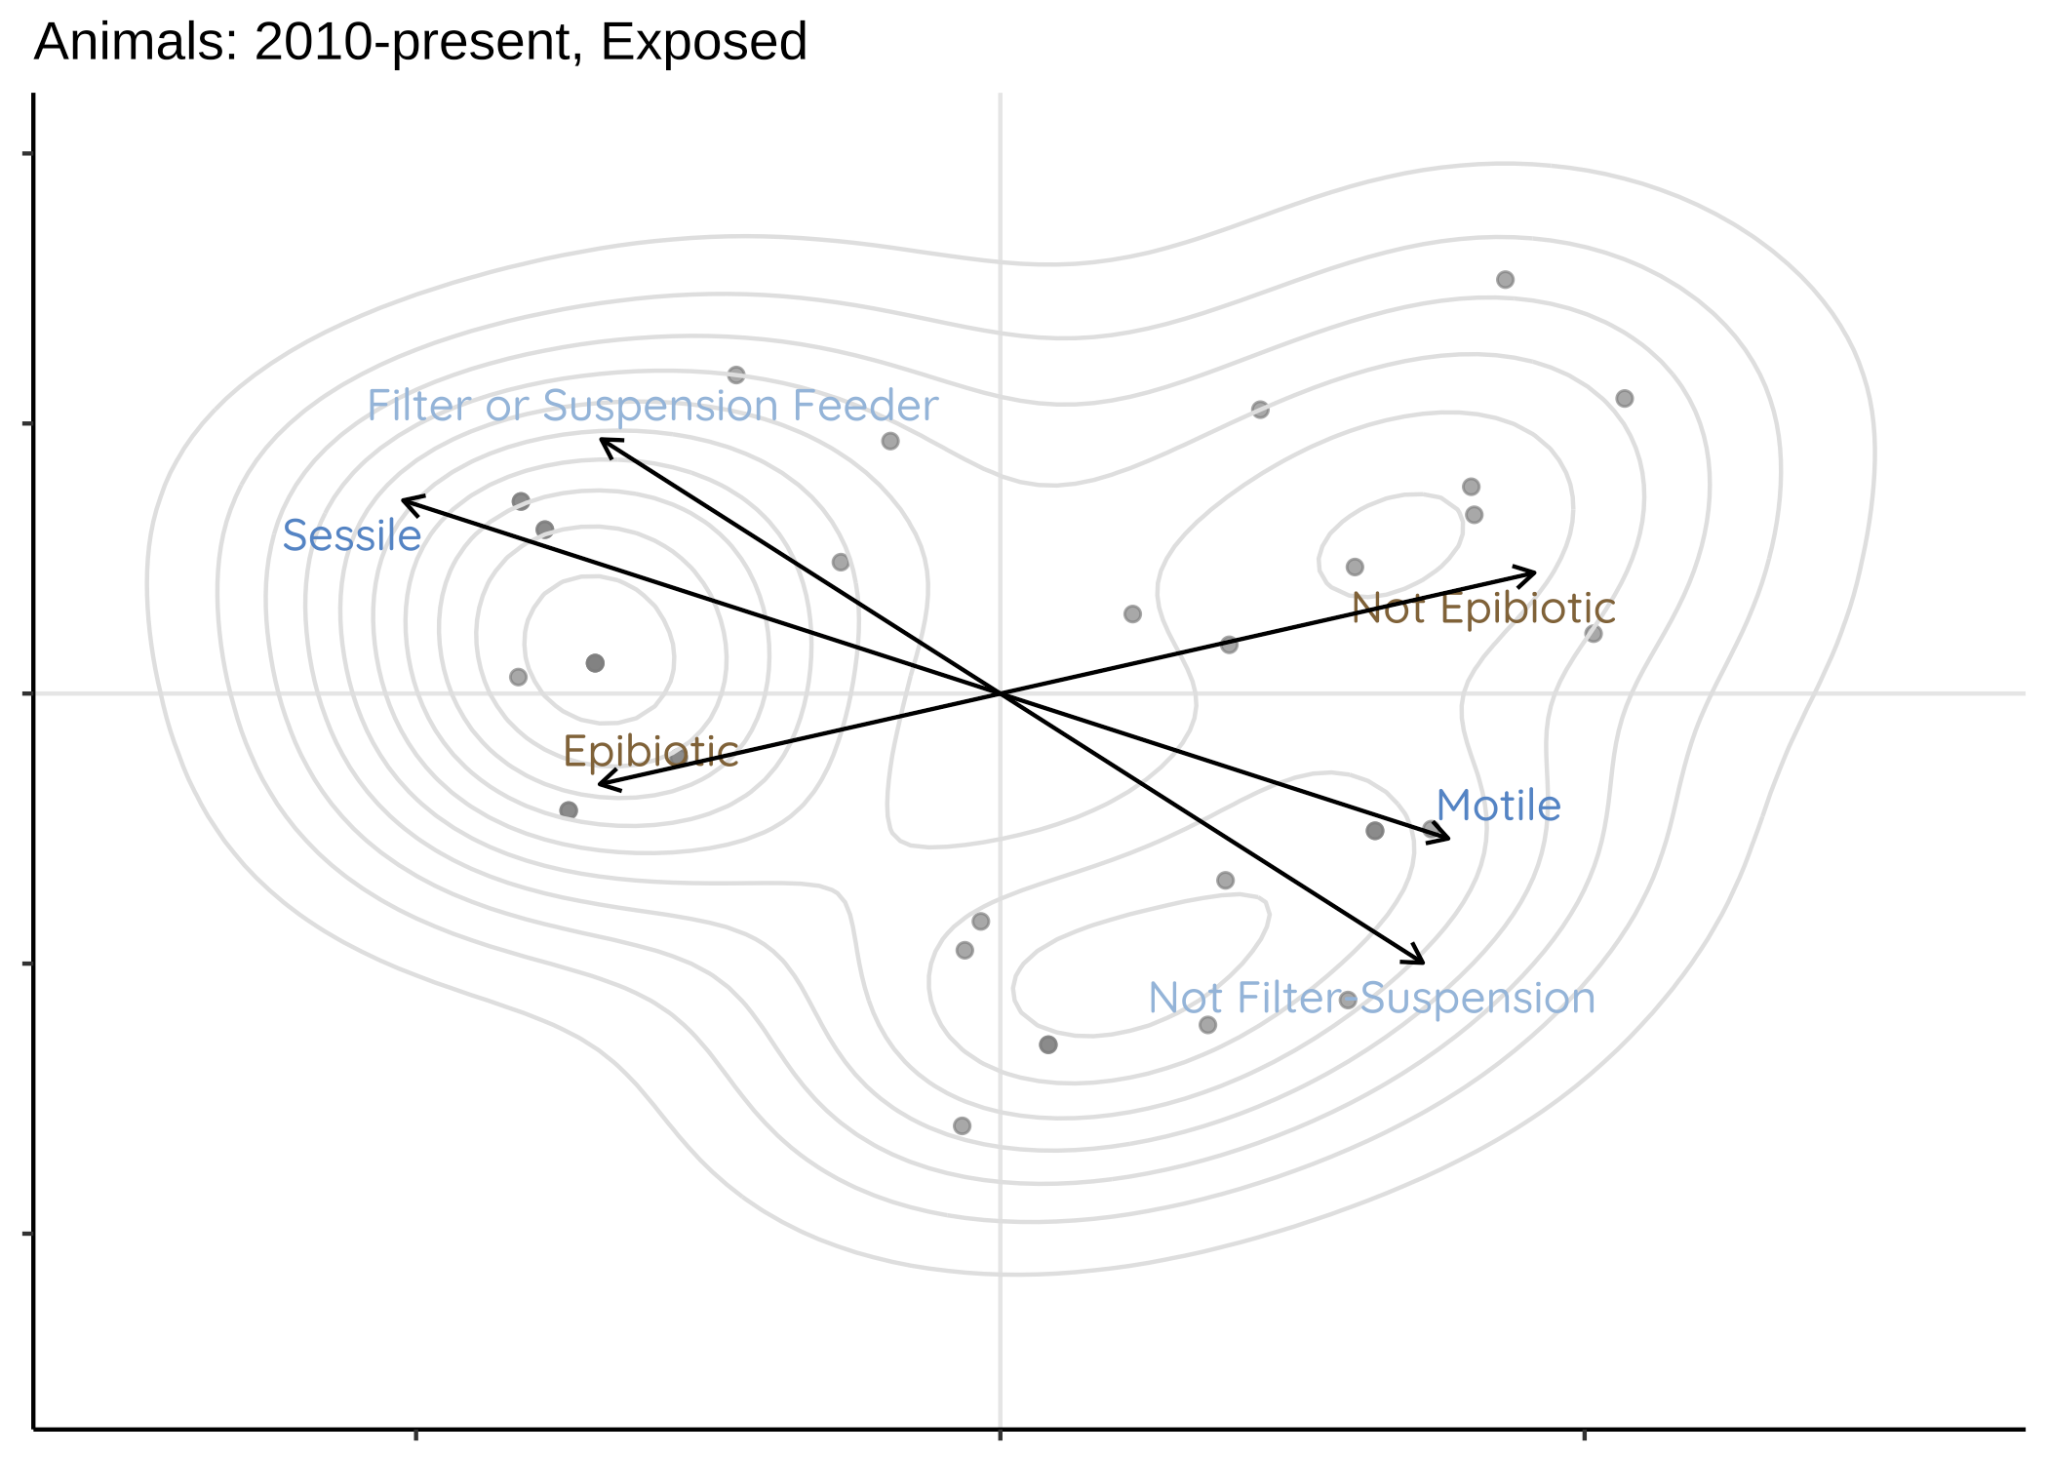 Animals: 2010-present, Exposed
Filter or Suspension Feeder
Sessile
Not Epibiotic
Epibiotic
Motile
Not Filter-Suspension